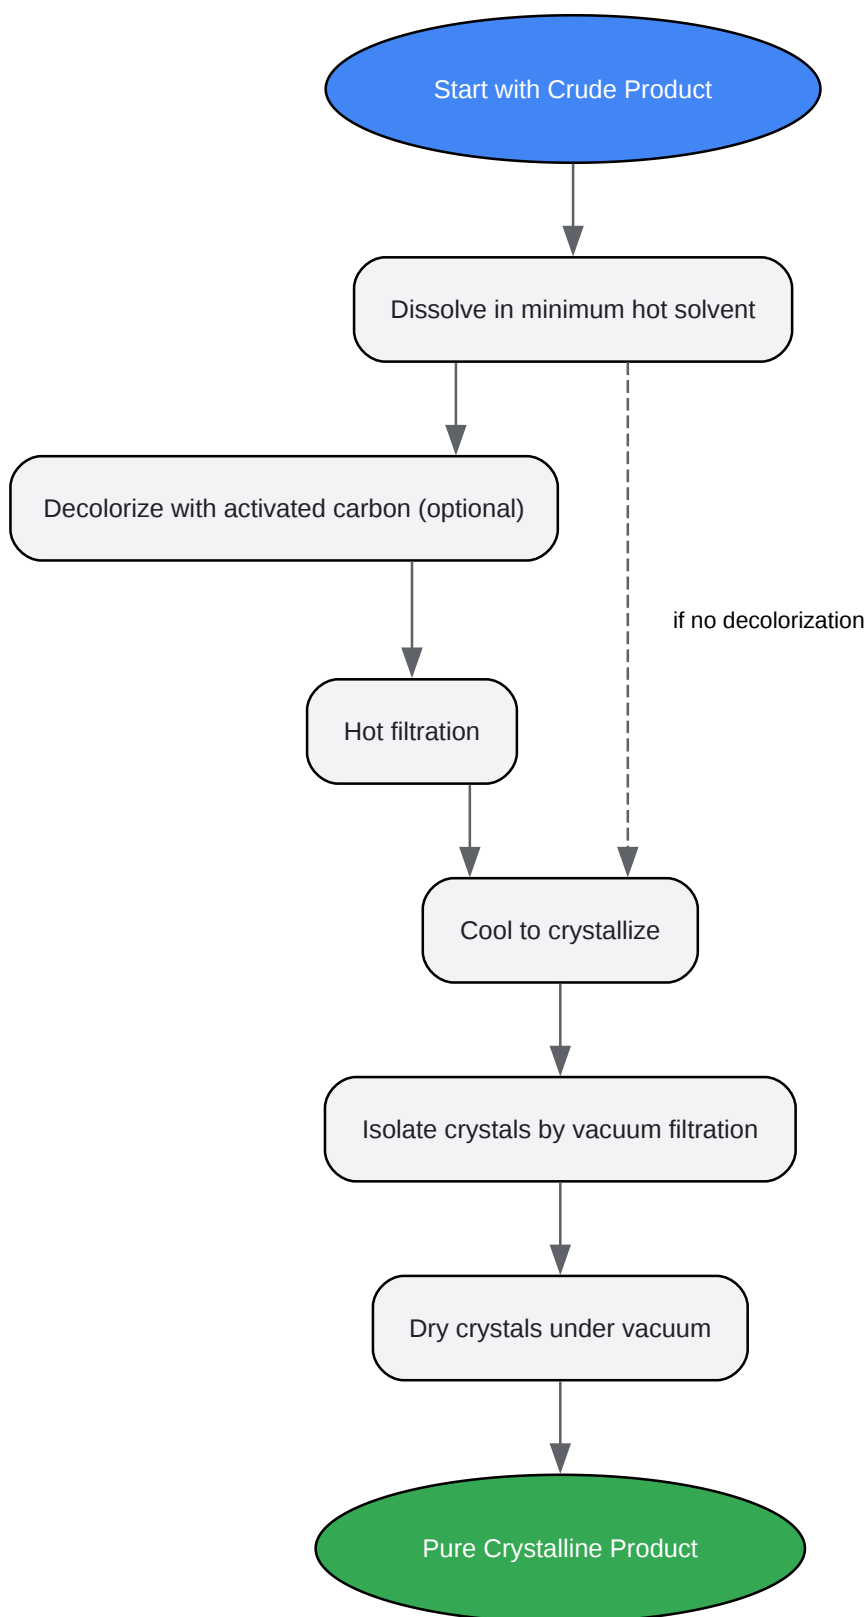 Start with Crude Product
Dissolve in minimum hot solvent
Decolorize with activated carbon (optional)
if no decolorization
Hot filtration
Cool to crystallize
Isolate crystals by vacuum filtration
Dry crystals under vacuum
Pure Crystalline Product